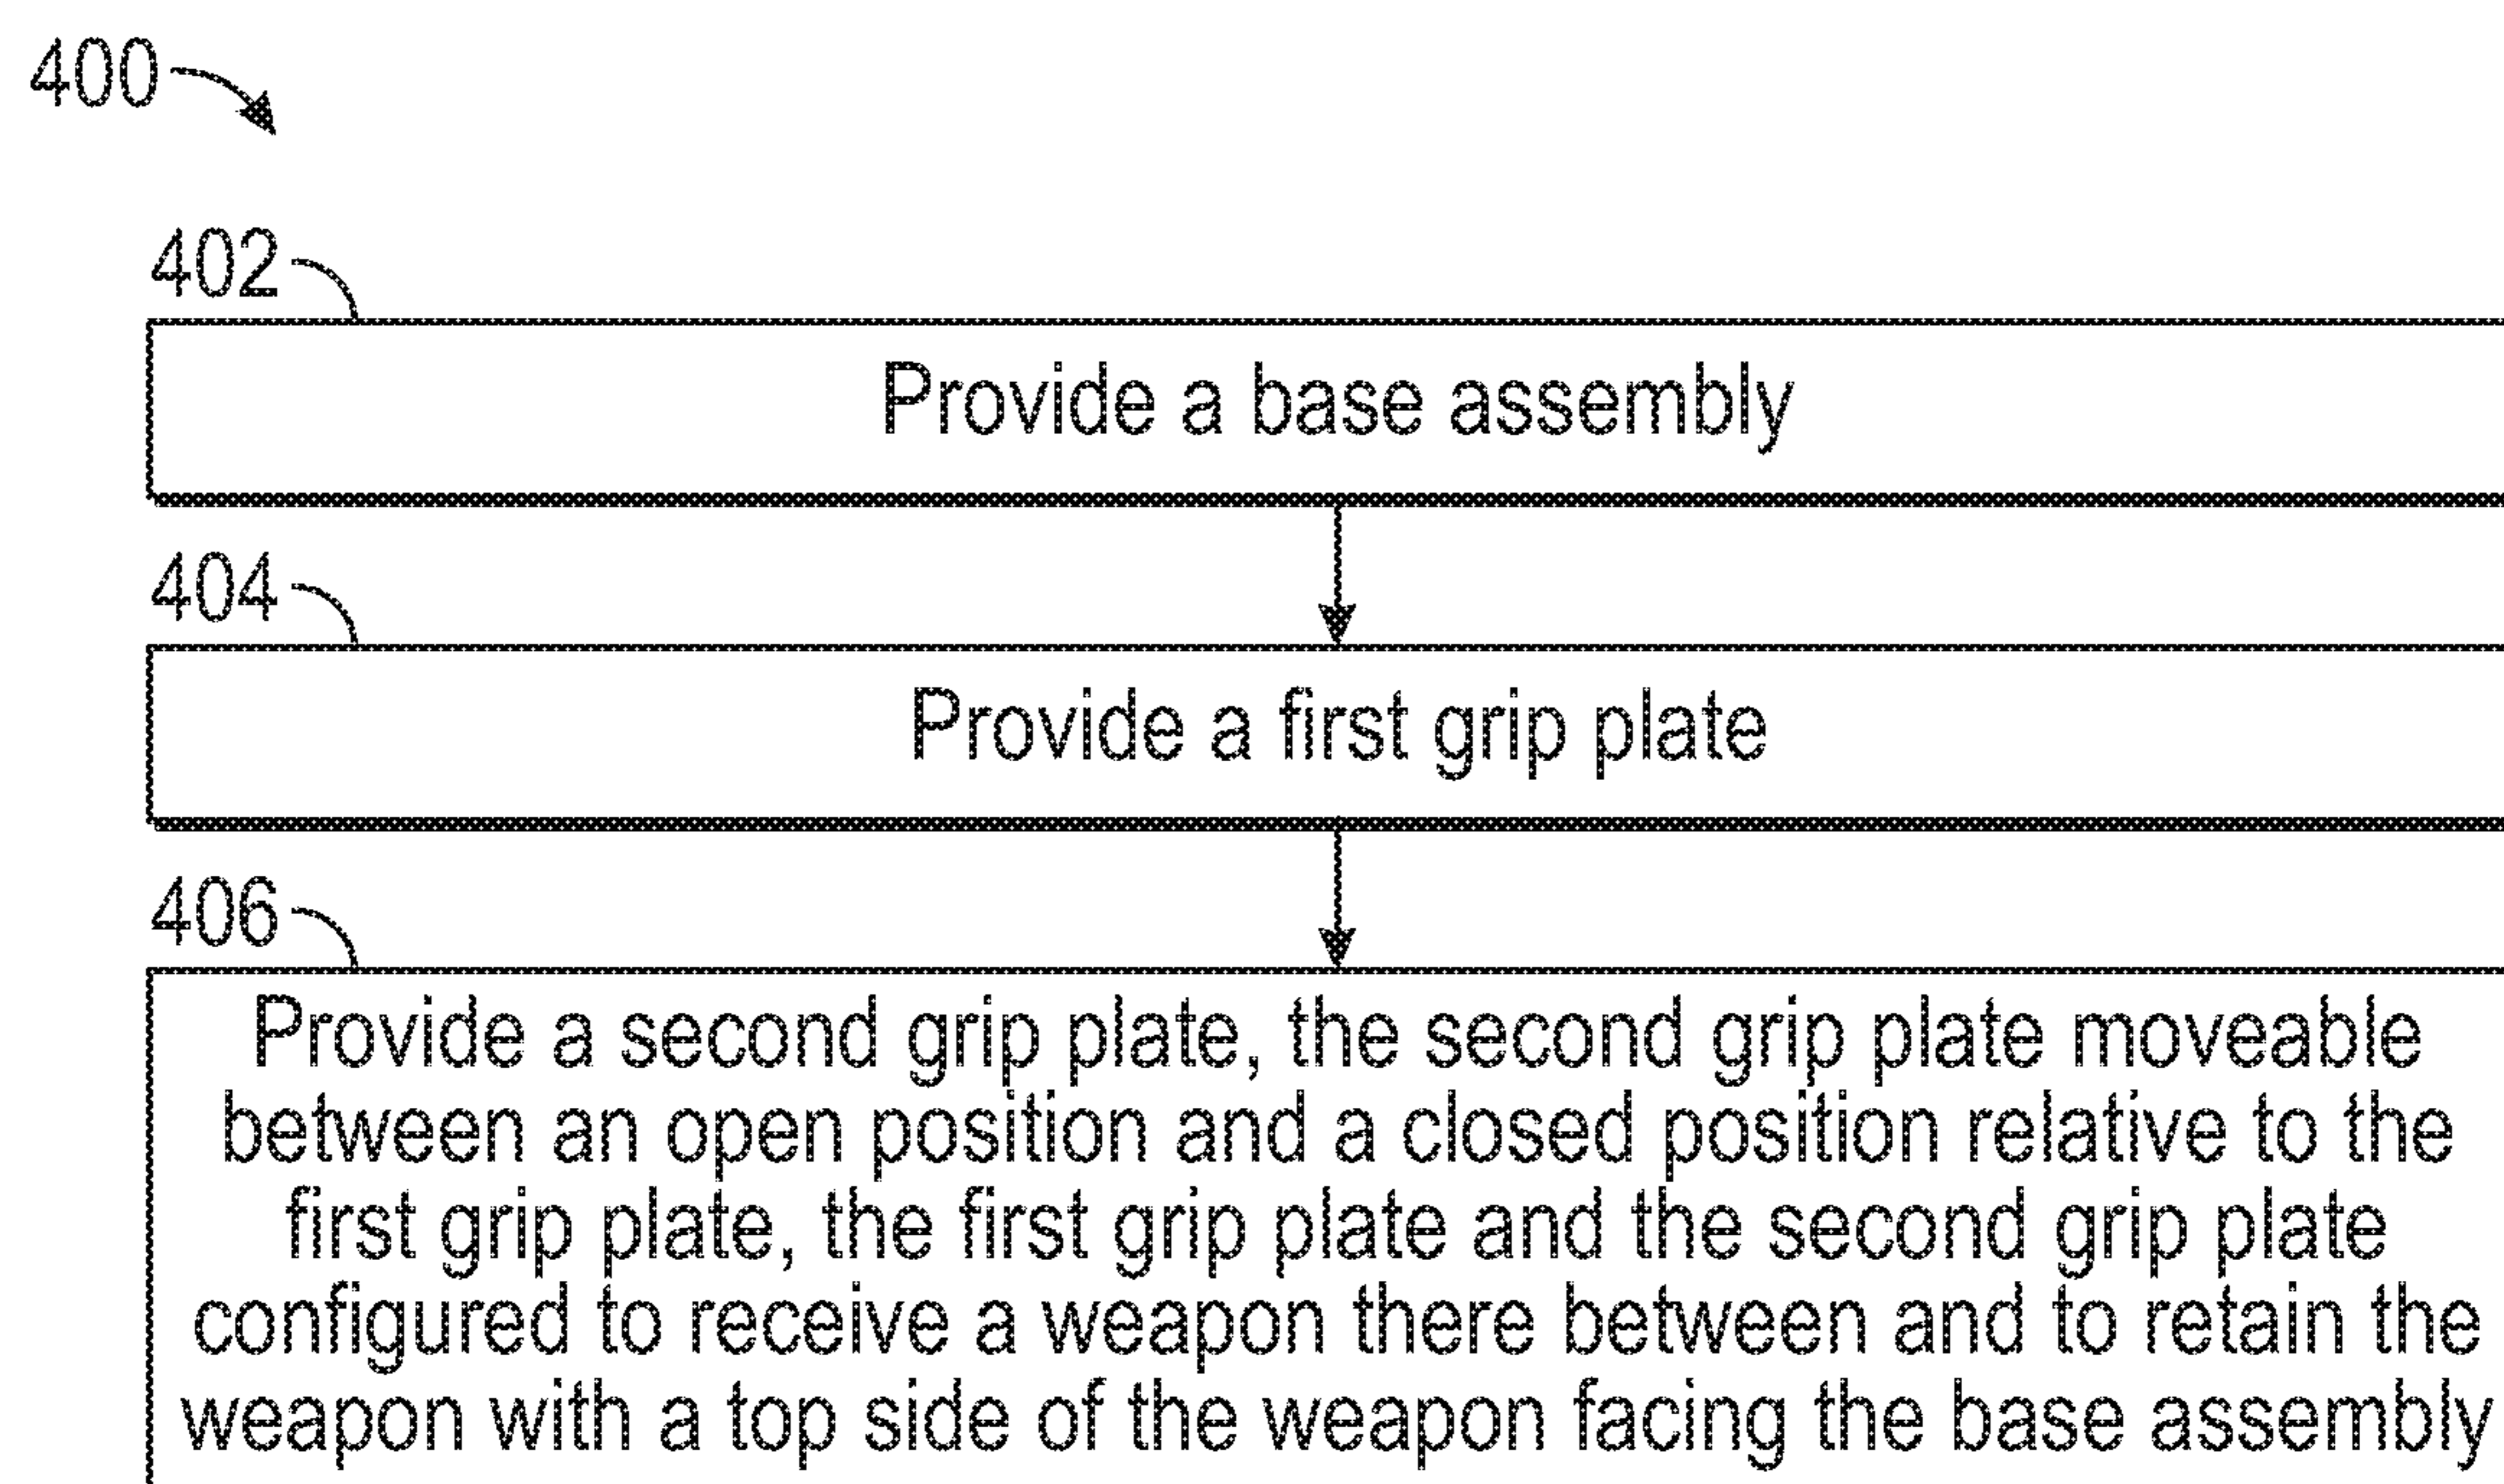 400
402
Provide a base assembly
404
Provide a first grip plate
406
Provide a second grip plate, the second grip plate moveable
between an open position and a closed position relative to the
first grip plate, the first grip plate and the second grip plate
configured to receive a weapon there between and to retain the
weapon with a top side of the weapon facing the base assembly